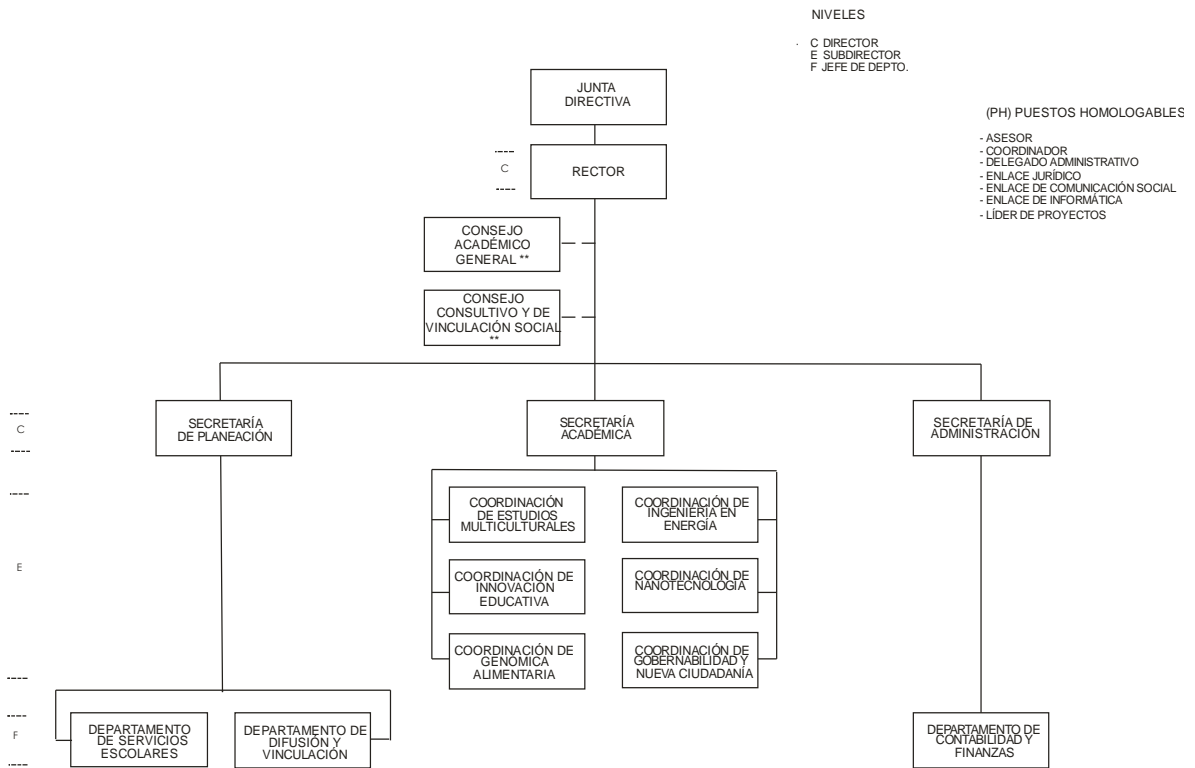 NIVELES
. C DIRECTOR
E SUBDIRECTOR
F JEFE DE DEPTO.
JUNTA
DIRECTIVA
(PH) PUESTOS HOMOLOGABLES
- ASESOR
- COORDINADOR
- DELEGADO ADMINISTRATIVO
- ENLACE JURÍDICO
- ENLACE DE COMUNICACIÓN SOCIAL
- ENLACE DE INFORMÁTICA
- LÍDER DE PROYECTOS
C
RECTOR
CONSEJO
ACADÉMICO
GENERAL **
CONSEJO
CONSULTIVO Y DE
VINCULACIÓN SOCIAL
**
C
SECRETARÍA
DE PLANEACIÓN
SECRETARÍA
ACADÉMICA
SECRETARÍA DE
ADMINISTRACIÓN
E
COORDINACIÓN
DE ESTUDIOS
MULTICULTURALES
COORDINACIÓN DE
INGENIERÍA EN
ENERGÍA
COORDINACIÓN DE
INNOVACIÓN
EDUCATIVA
COORDINACIÓN DE
NANOTECNOLOGÍA
COORDINACIÓN DE
GENÓMICA
ALIMENTARIA
COORDINACIÓN DE
GOBERNABILIDAD Y
NUEVA CIUDADANÍA
F
DEPARTAMENTO
DE SERVICIOS
ESCOLARES
DEPARTAMENTO DE
DIFUSIÓN Y
VINCULACIÓN
DEPARTAMENTO DE
CONTABILIDAD Y
FINANZAS